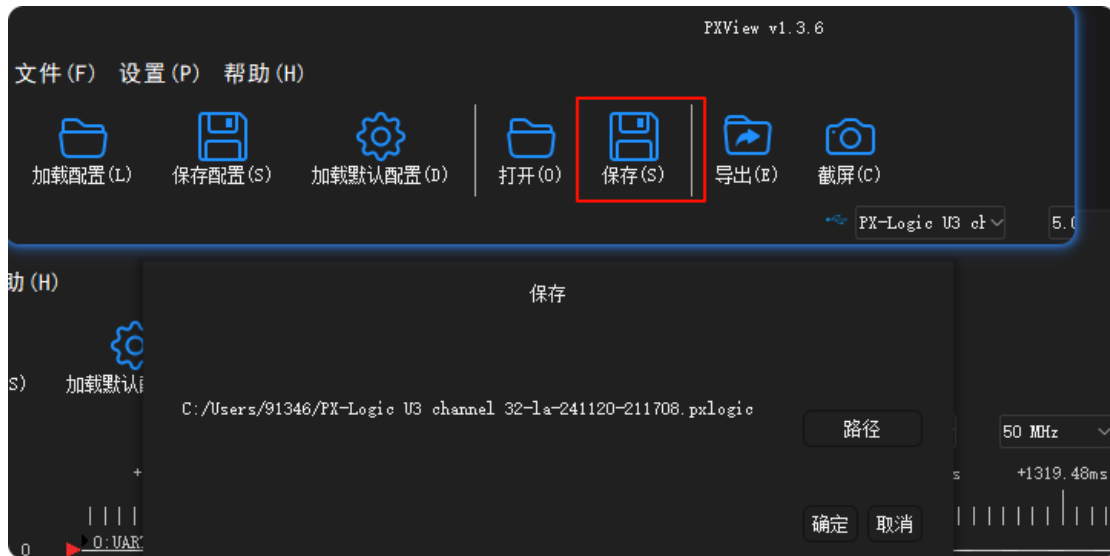 PXView v1.3.6
文件(F) 设置(P) 帮助(H)
加载配置(L) 保存配置(S) 加载默认配置(D) 打开(O) 保存(S) 导出(E) 截屏(C)
PX-Logic U3 ch 5.0
助(H)
保存
S) 加载默认
C:/Users/91346/PX-Logic U3 channel 32-la-241120-211708.pxlogic
路径
50 MHz
+ s +1319.48ms
确定 取消
0 0:UAR